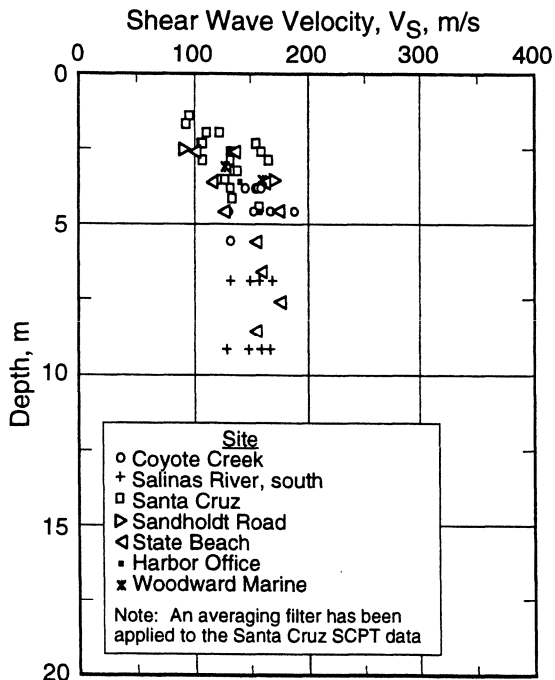 Shear Wave Velocity, VS, m/s
0 100 200 300 400
0
5
10
15
20
Depth, m
Site
Coyote Creek
Salinas River, south
Santa Cruz
Sandholdt Road
State Beach
Harbor Office
Woodward Marine
Note: An averaging filter has been
applied to the Santa Cruz SCPT data